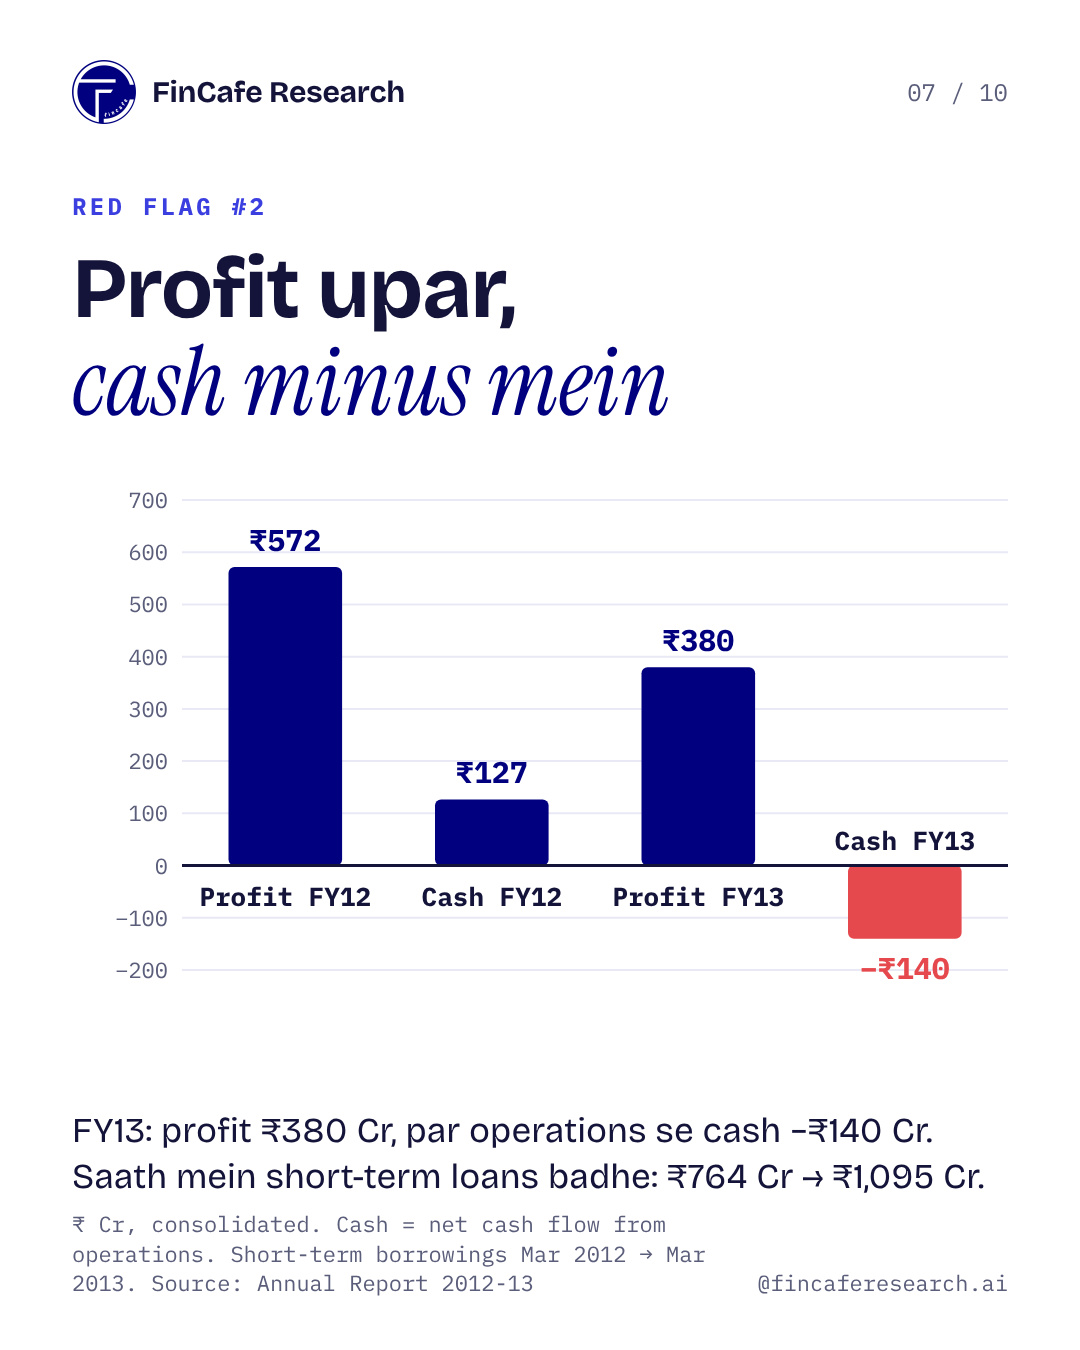 fincafe
FinCafe Research
07 / 10
RED FLAG #2
Profit upar,
cash minus mein
700
600
500
400
300
200
100
0
−100
−200
₹572
₹127
₹380
−₹140
Profit FY12
Cash FY12
Profit FY13
Cash FY13
FY13: profit ₹380 Cr, par operations se cash −₹140 Cr.
Saath mein short-term loans badhe: ₹764 Cr → ₹1,095 Cr.
₹ Cr, consolidated. Cash = net cash flow from
operations. Short-term borrowings Mar 2012 → Mar
2013. Source: Annual Report 2012-13
@fincaferesearch.ai